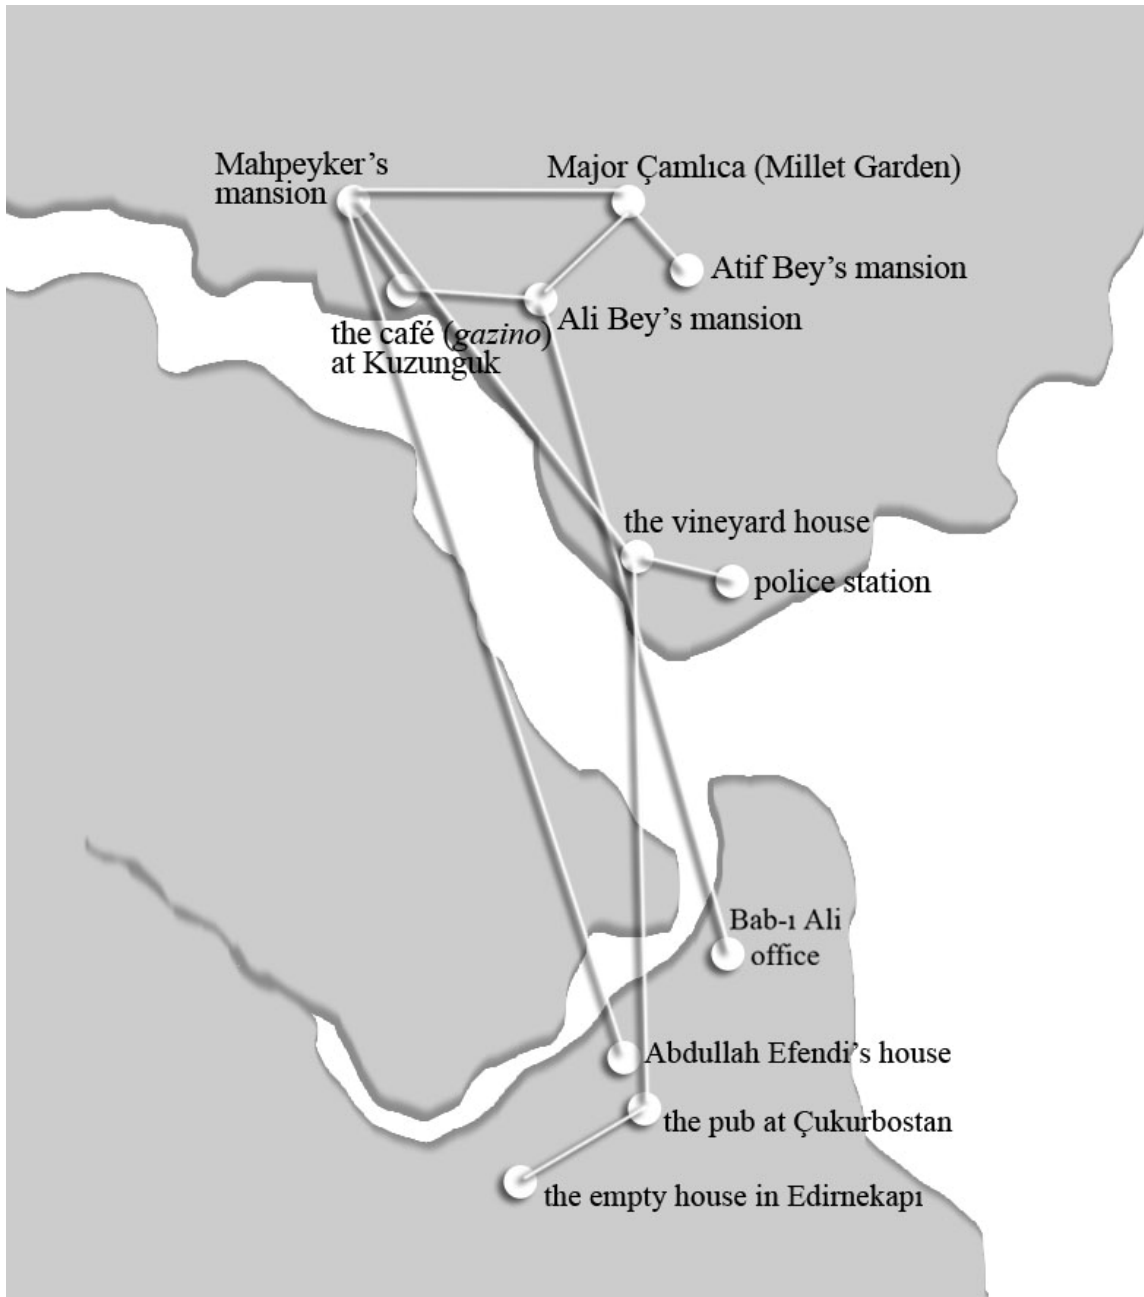 Mahpeyker’s
mansion
Major Çamlıca (Millet Garden)
Atif Bey’s mansion
Ali Bey’s mansion
the café (gazino)
at Kuzunguk
the vineyard house
police station
Bab-ı Ali
office
Abdullah Efendi’s house
the pub at Çukurbostan
the empty house in Edirnekapı